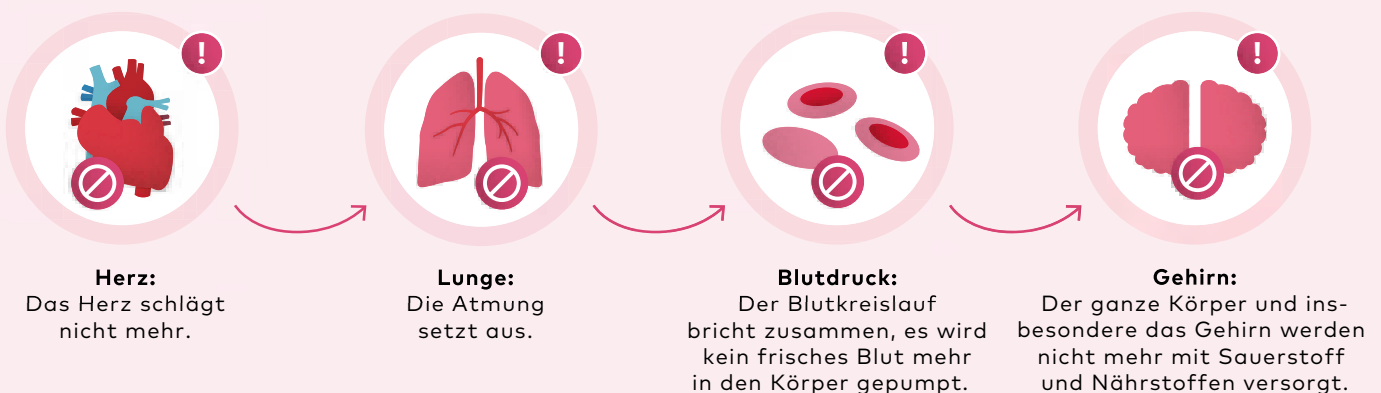 !
!
!
!
Herz:
Das Herz schlägt
nicht mehr.
Lunge:
Die Atmung
setzt aus.
Blutdruck:
Der Blutkreislauf
bricht zusammen, es wird
kein frisches Blut mehr
in den Körper gepumpt.
Gehirn:
Der ganze Körper und ins-
besondere das Gehirn werden
nicht mehr mit Sauerstoff
und Nährstoffen versorgt.